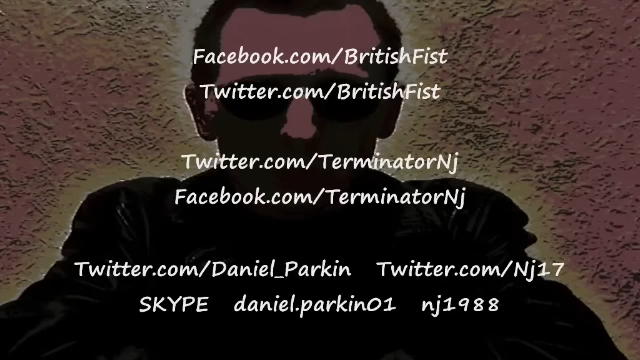 Facebook.com/BritishFist
Twitter.com/BritishFist
Twitter.com/TerminatorNj
Facebook.com/TerminatorNj
Twitter.com/Daniel_Parkin Twitter.com/Nj17
SKYPE daniel.parkin01 nj1988